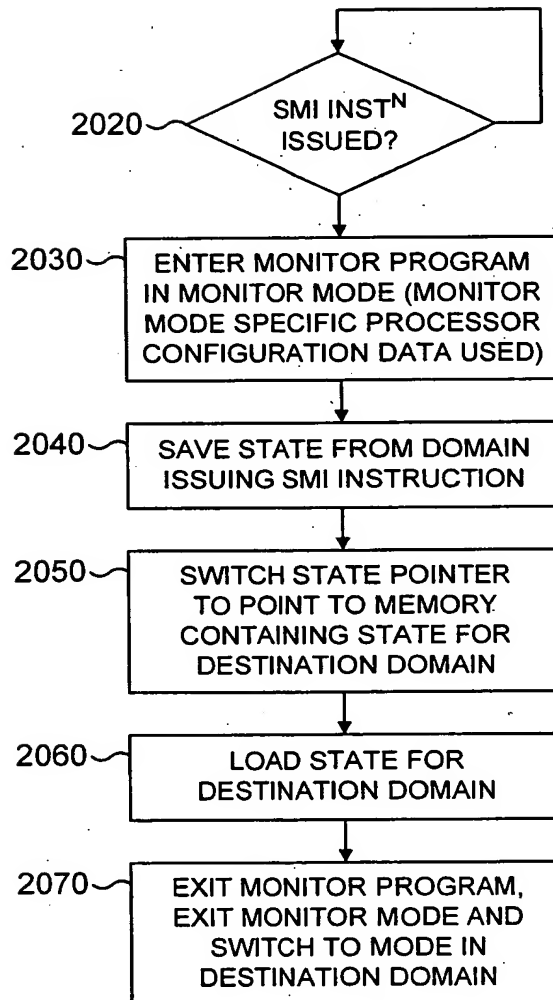 2020
SMI INST^N
ISSUED?
2030
ENTER MONITOR PROGRAM
IN MONITOR MODE (MONITOR
MODE SPECIFIC PROCESSOR
CONFIGURATION DATA USED)
2040
SAVE STATE FROM DOMAIN
ISSUING SMI INSTRUCTION
2050
SWITCH STATE POINTER
TO POINT TO MEMORY
CONTAINING STATE FOR
DESTINATION DOMAIN
2060
LOAD STATE FOR
DESTINATION DOMAIN
2070
EXIT MONITOR PROGRAM,
EXIT MONITOR MODE AND
SWITCH TO MODE IN
DESTINATION DOMAIN